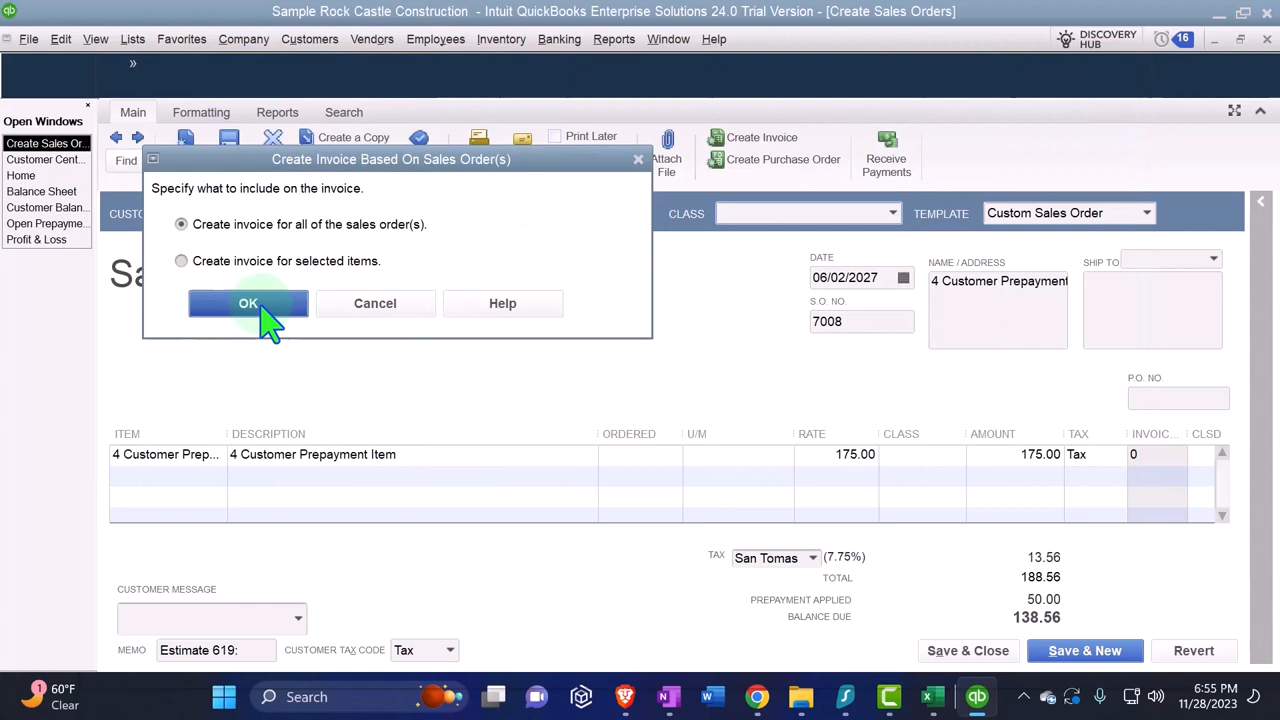 Sample Rock Castle Construction - Intuit QuickBooks Enterprise Solutions 24.0 Trial Version - [Create Sales Orders]
File Edit View Lists Favorites Company Customers Vendors Employees Inventory Banking Reports Window Help
DISCOVERY HUB 16
»
Main Formatting Reports Search
Open Windows
Create Sales Or...
Customer Cent...
Home
Balance Sheet
Customer Balan...
Open Prepayme...
Profit & Loss
Create a Copy Print Later Create Invoice
Find Attach File Create Purchase Order Receive Payments
Create Invoice Based On Sales Order(s)
Specify what to include on the invoice.
Create invoice for all of the sales order(s).
Create invoice for selected items.
OK Cancel Help
CUSTO CLASS TEMPLATE Custom Sales Order
Sa
DATE NAME / ADDRESS SHIP TO
06/02/2027 4 Customer Prepayment
S.O. NO.
7008
P.O. NO.
ITEM DESCRIPTION ORDERED U/M RATE CLASS AMOUNT TAX INVOIC... CLSD
4 Customer Prep... 4 Customer Prepayment Item 175.00 175.00 Tax 0
TAX San Tomas (7.75%) 13.56
TOTAL 188.56
CUSTOMER MESSAGE
PREPAYMENT APPLIED 50.00
BALANCE DUE 138.56
MEMO Estimate 619: CUSTOMER TAX CODE Tax Save & Close Save & New Revert
1 60°F
Clear
Search
6:55 PM
11/28/2023